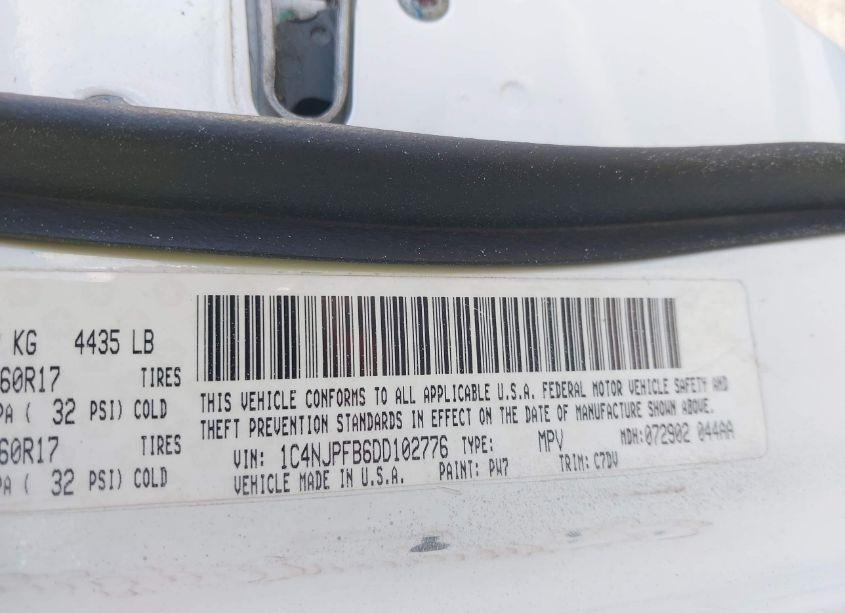 KG 4435 LB
60R17 TIRES
PA ( 32 PSI) COLD
60R17 TIRES
PA ( 32 PSI) COLD
THIS VEHICLE CONFORMS TO ALL APPLICABLE U.S.A. FEDERAL MOTOR VEHICLE SAFETY AND
THEFT PREVENTION STANDARDS IN EFFECT ON THE DATE OF MANUFACTURE SHOWN ABOVE.
VIN: 1C4NJPFB6DD102776 TYPE: MPV MDH:072902 044AA
VEHICLE MADE IN U.S.A. PAINT: PW7 TRIM: C7DV